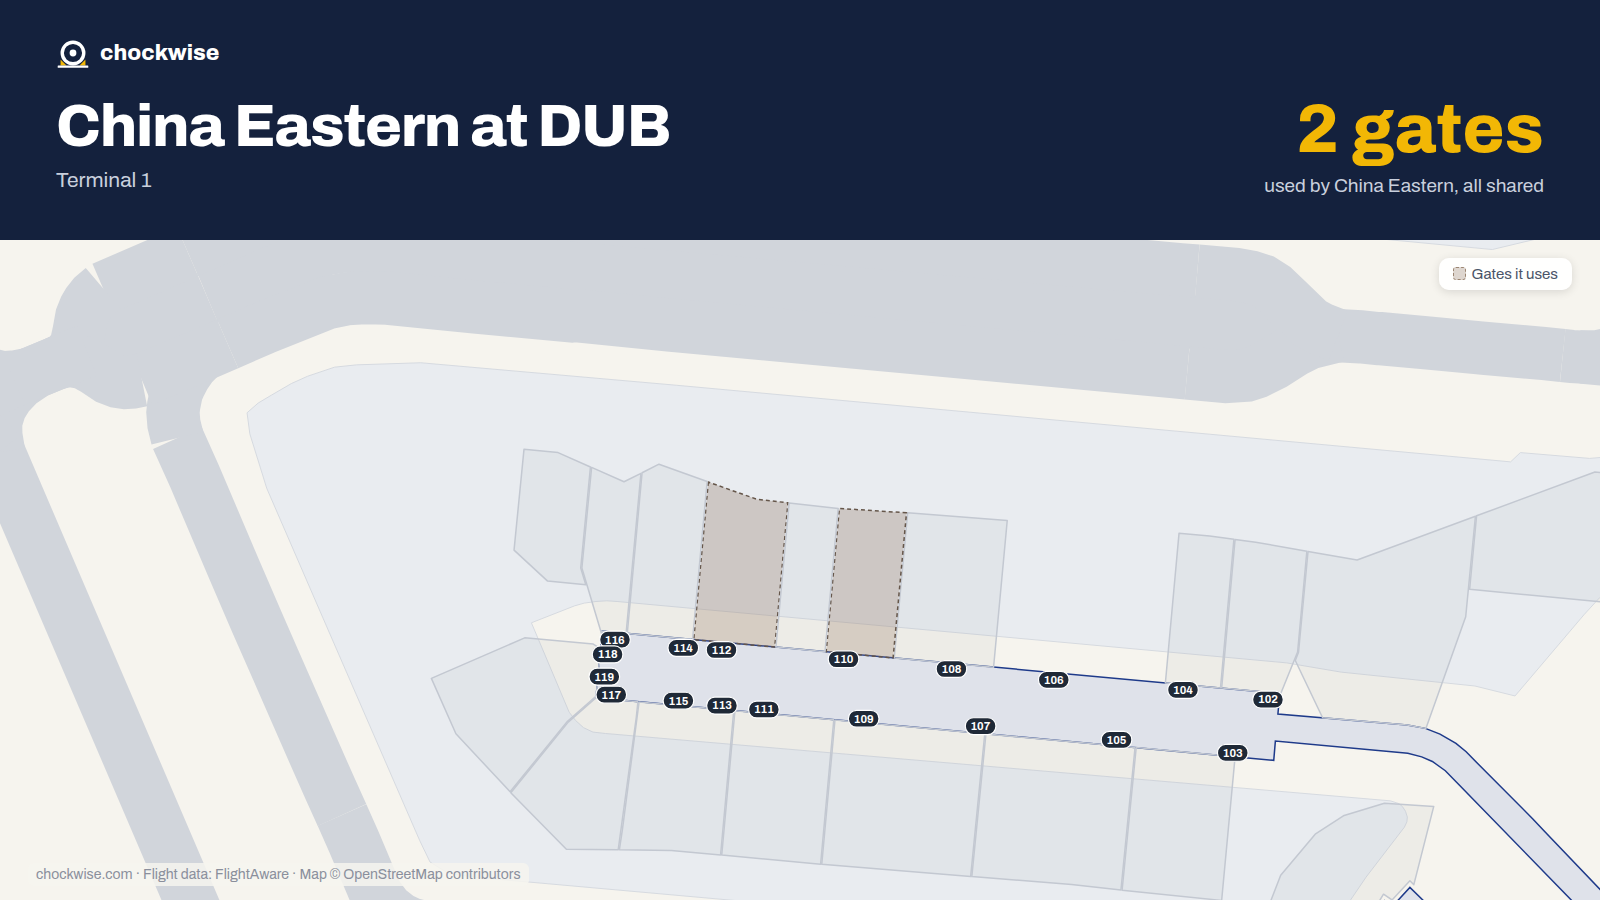 chockwise
China Eastern at DUB
Terminal 1
2 gates
used by China Eastern, all shared
Gates it uses
116
118
114
112
110
108
106
104
102
119
117
115
113
111
109
107
105
103
chockwise.com · Flight data: FlightAware · Map © OpenStreetMap contributors